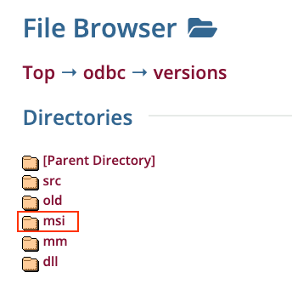 File Browser
Top → odbc → versions
Directories
[Parent Directory]
src
old
msi
mm
dll